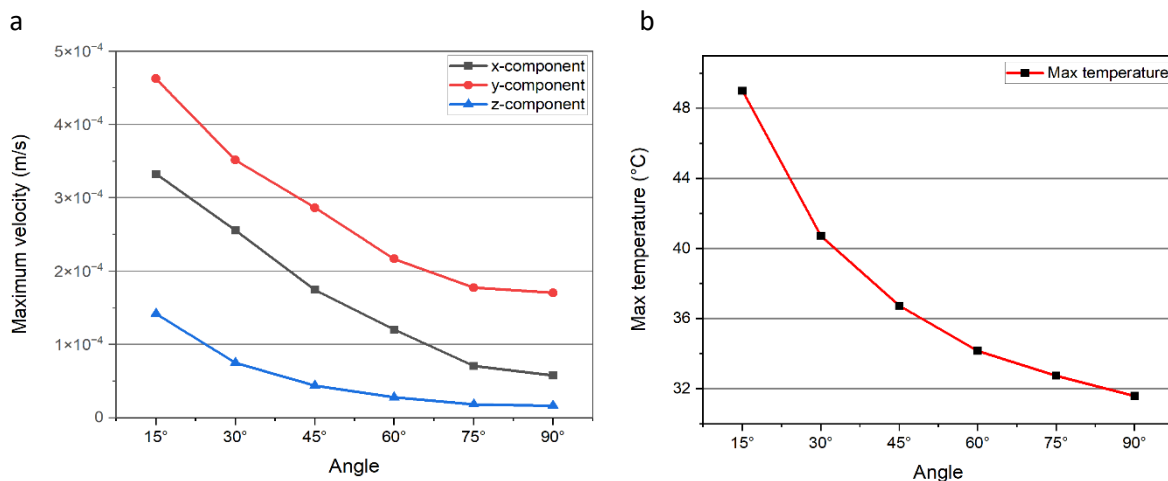 a
5×10⁻⁴
4×10⁻⁴
3×10⁻⁴
2×10⁻⁴
1×10⁻⁴
0
Maximum velocity (m/s)
x-component
y-component
z-component
15° 30° 45° 60° 75° 90°
Angle
b
48
44
40
36
32
Max temperature (°C)
Max temperature
15° 30° 45° 60° 75° 90°
Angle